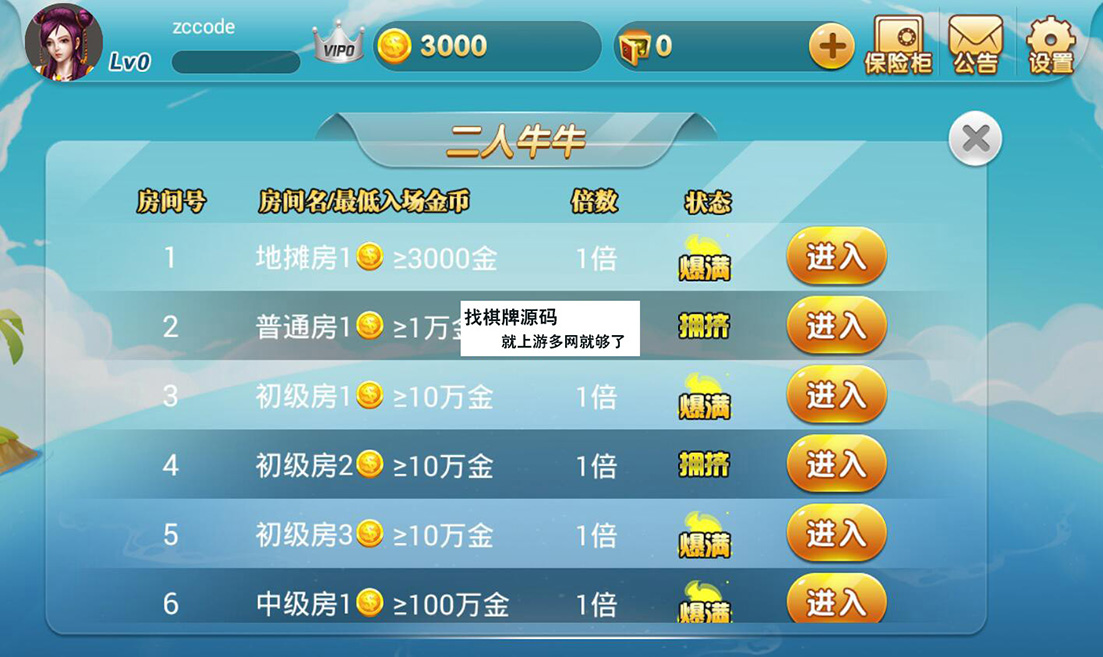 zccode
Lv0
VIP0
3000
0
保险柜
公告
设置
二人牛牛
房间号 房间名/最低入场金币 倍数 状态
1 地摊房1 ≥3000金 1倍 爆满 进入
2 普通房1 ≥1万 拥挤 进入
找棋牌源码
就上游多网就够了
3 初级房1 ≥10万金 1倍 爆满 进入
4 初级房2 ≥10万金 1倍 拥挤 进入
5 初级房3 ≥10万金 1倍 爆满 进入
6 中级房1 ≥100万金 1倍 爆满 进入